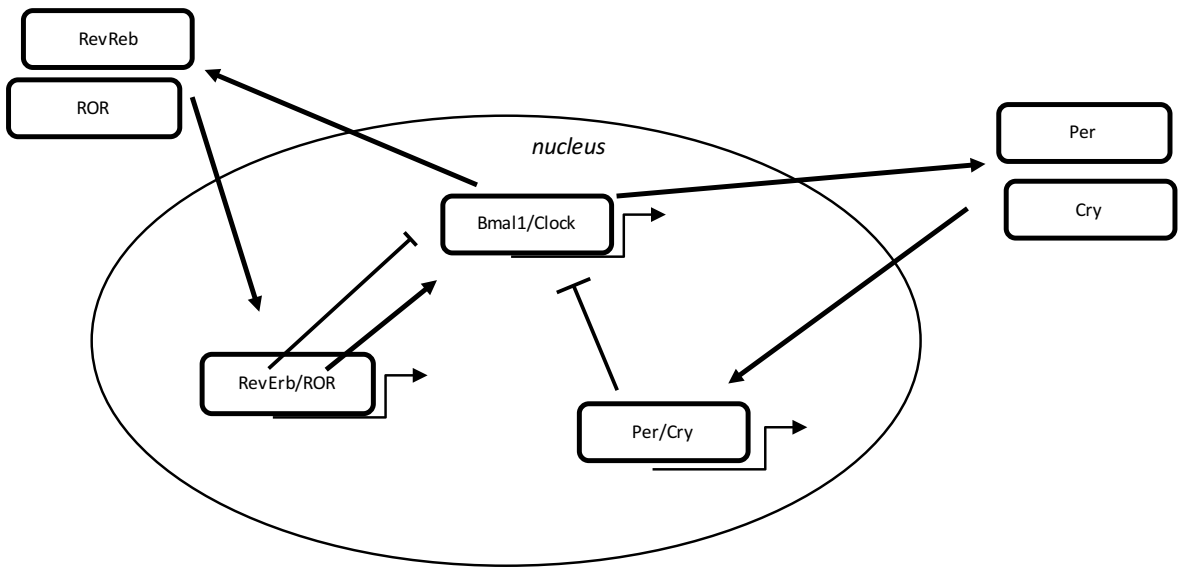 RevReb
ROR
nucleus
Per
Cry
Bmal1/Clock
RevErb/ROR
Per/Cry